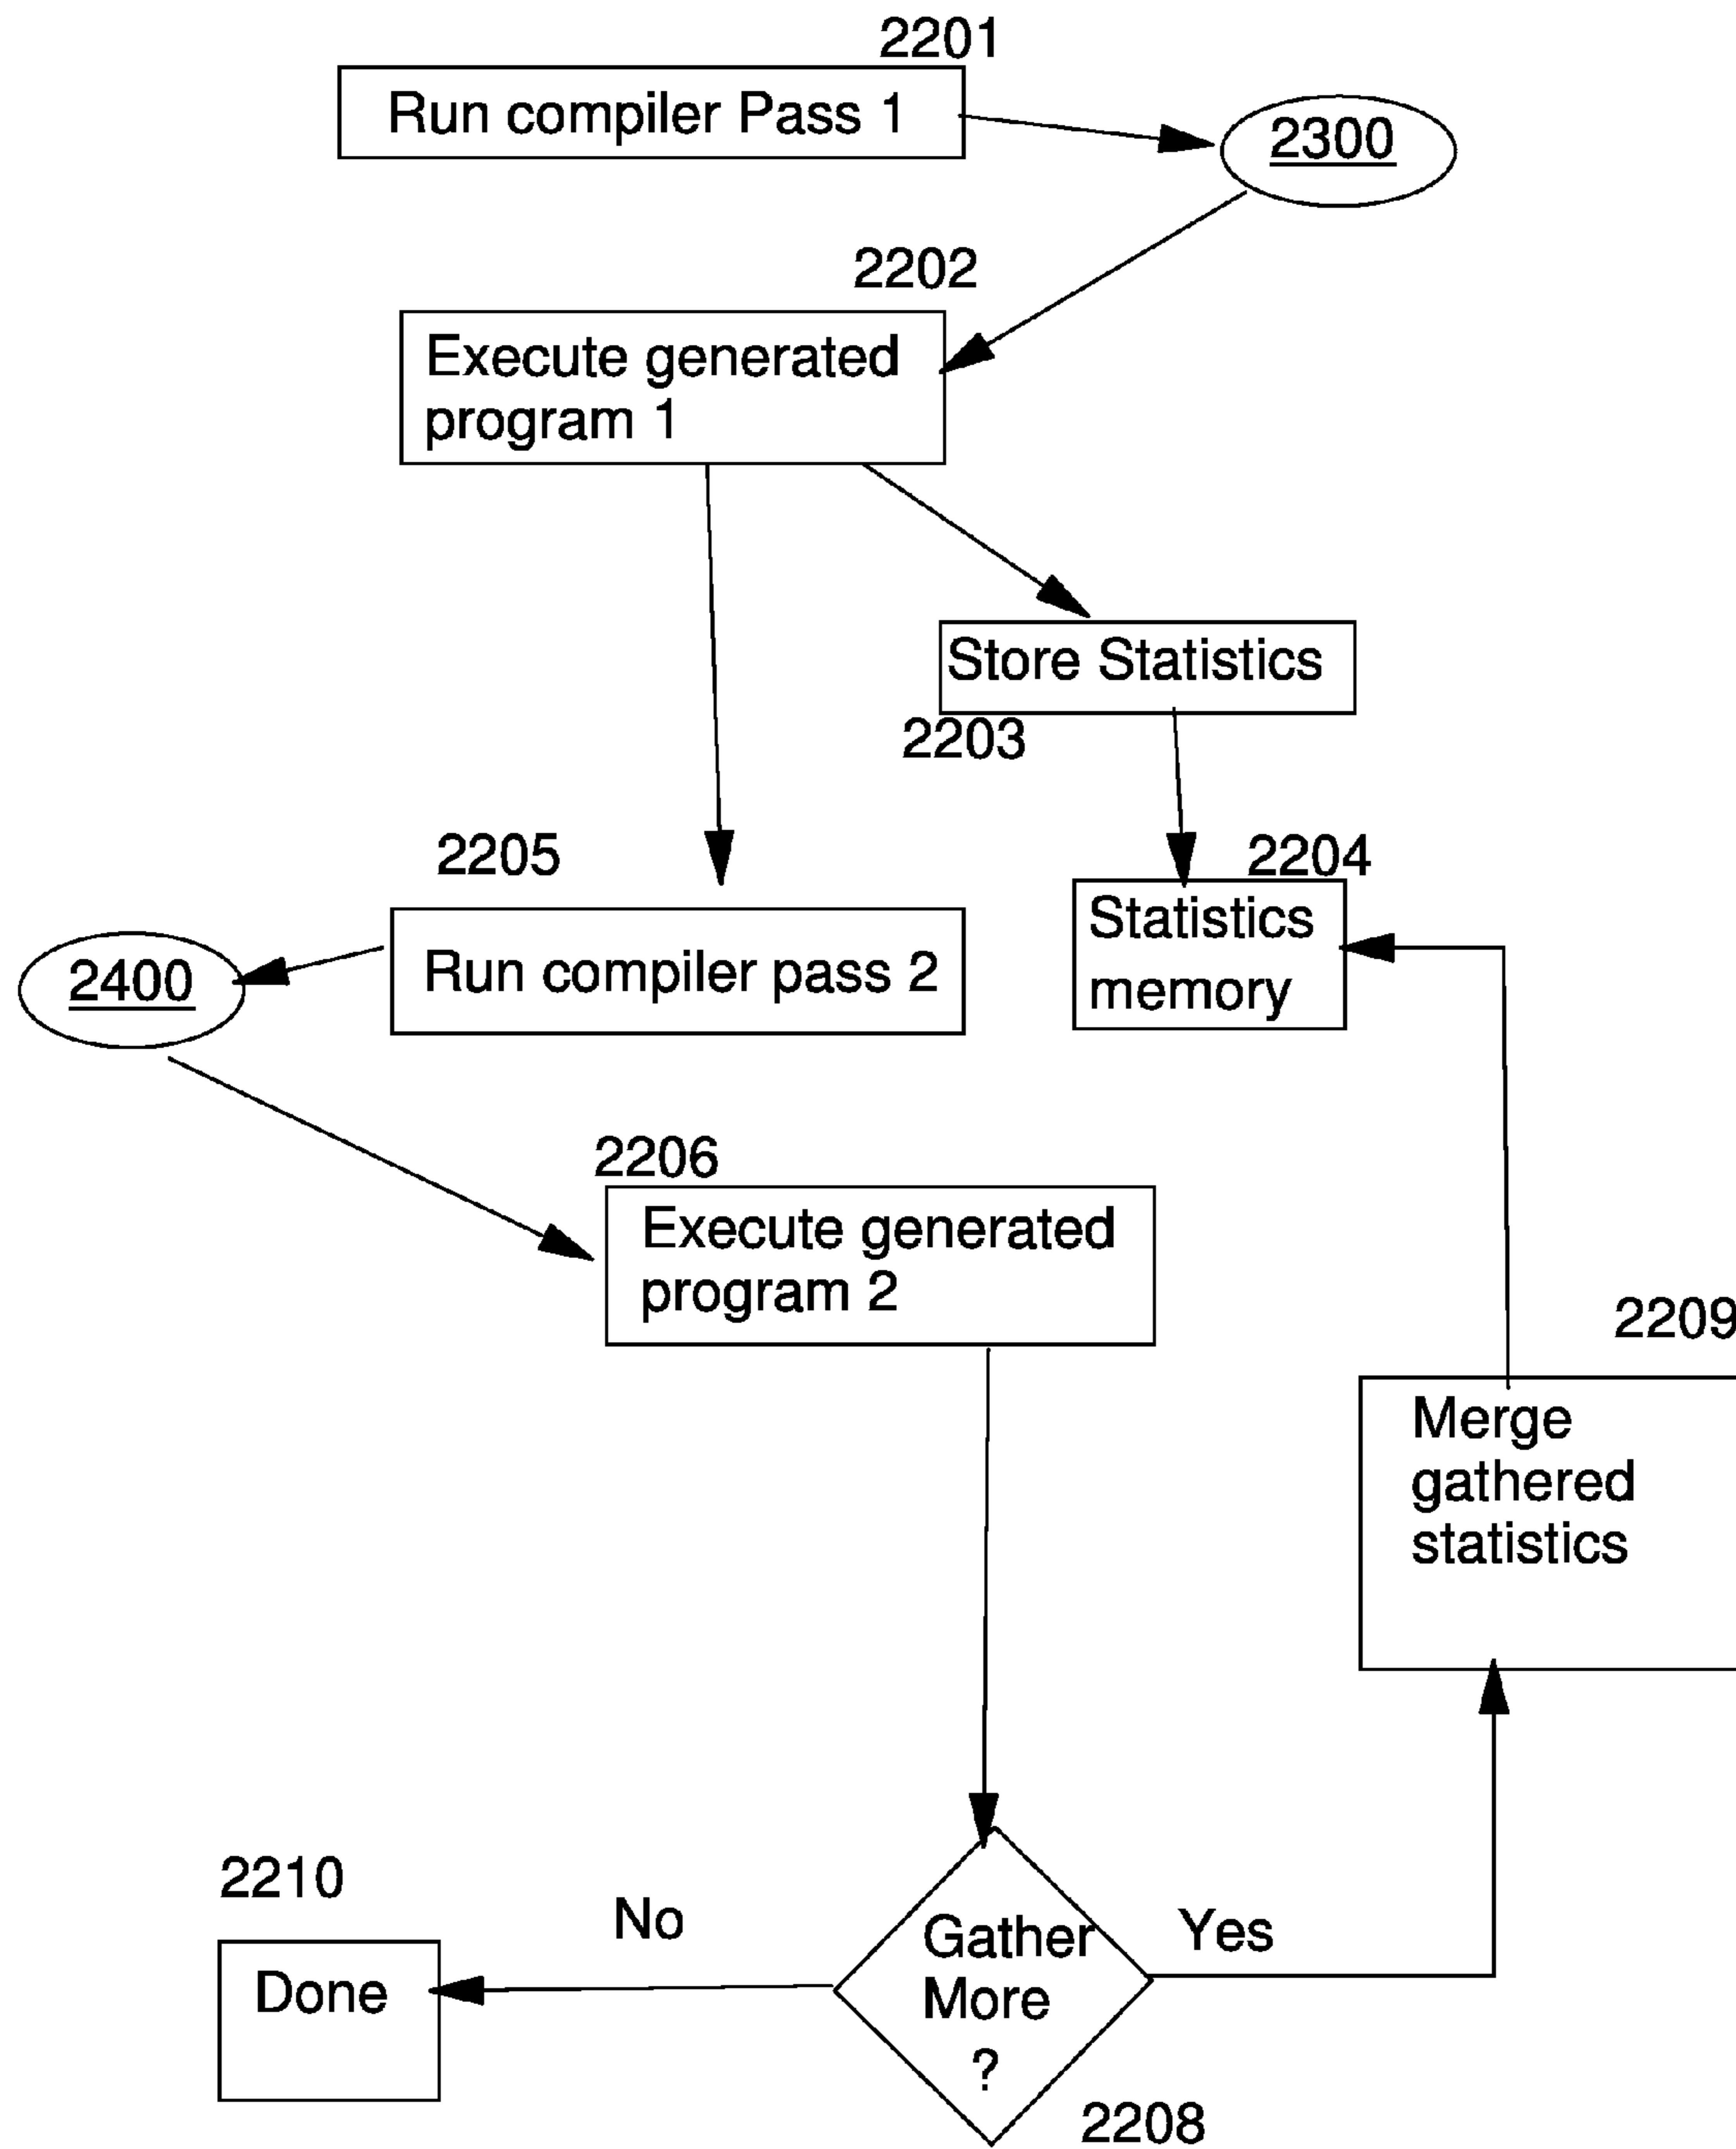 2201
Run compiler Pass 1
2300
2202
Execute generated
program 1
Store Statistics
2203
2204
Statistics
memory
2205
Run compiler pass 2
2400
2206
Execute generated
program 2
2209
Merge
gathered
statistics
2210
Done
No
Gather
More
?
Yes
2208